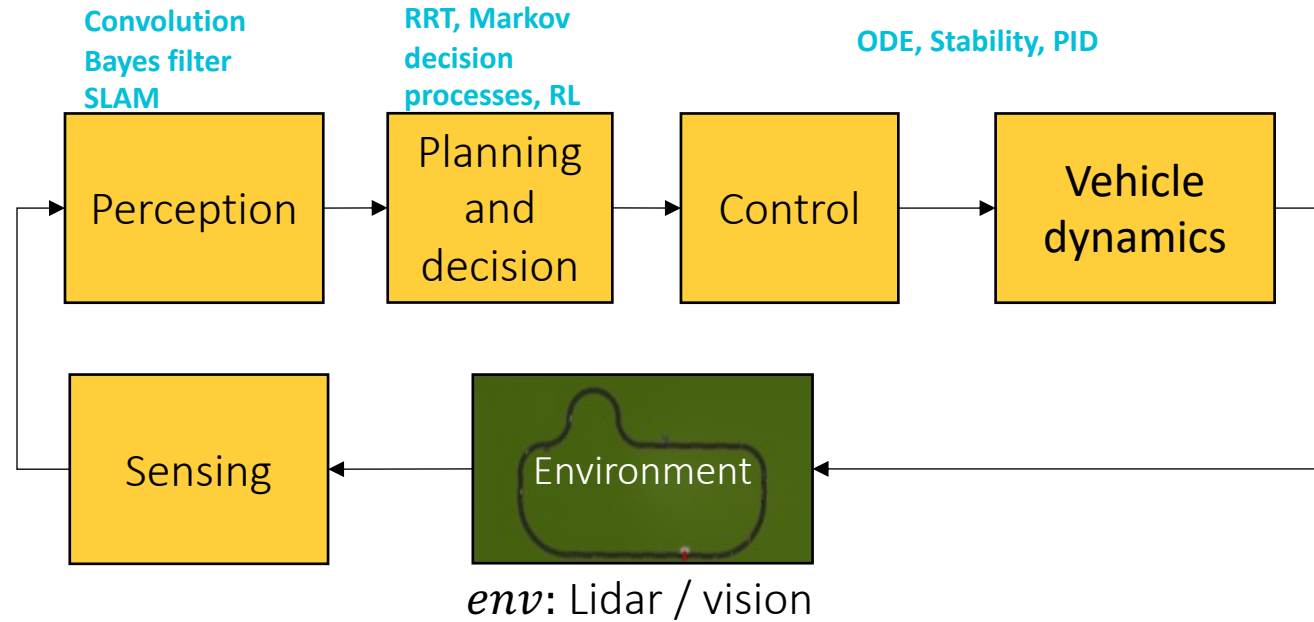 Convolution
Bayes filter
SLAM
RRT, Markov
decision
processes, RL
ODE, Stability, PID
Perception
Planning
and
decision
Control
Vehicle
dynamics
Sensing
Environment
env: Lidar / vision